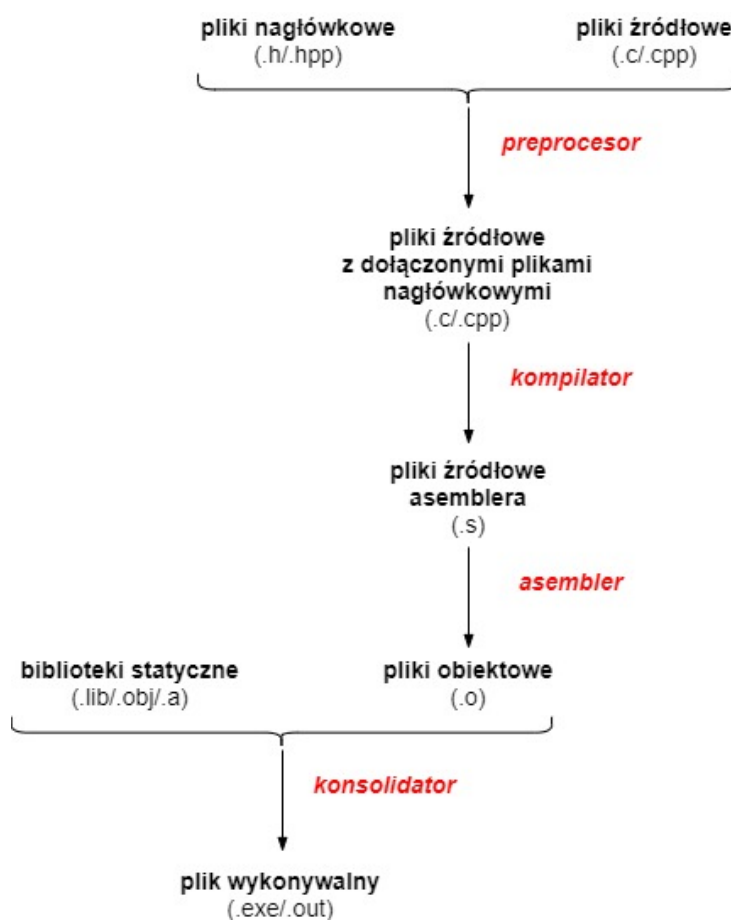 pliki nagłówkowe
(.h/.hpp)
pliki źródłowe
(.c/.cpp)
preprocesor
pliki źródłowe
z dołączonymi plikami
nagłówkowymi
(.c/.cpp)
kompilator
pliki źródłowe
asemblera
(.s)
asembler
biblioteki statyczne
(.lib/.obj/.a)
pliki obiektowe
(.o)
konsolidator
plik wykonywalny
(.exe/.out)